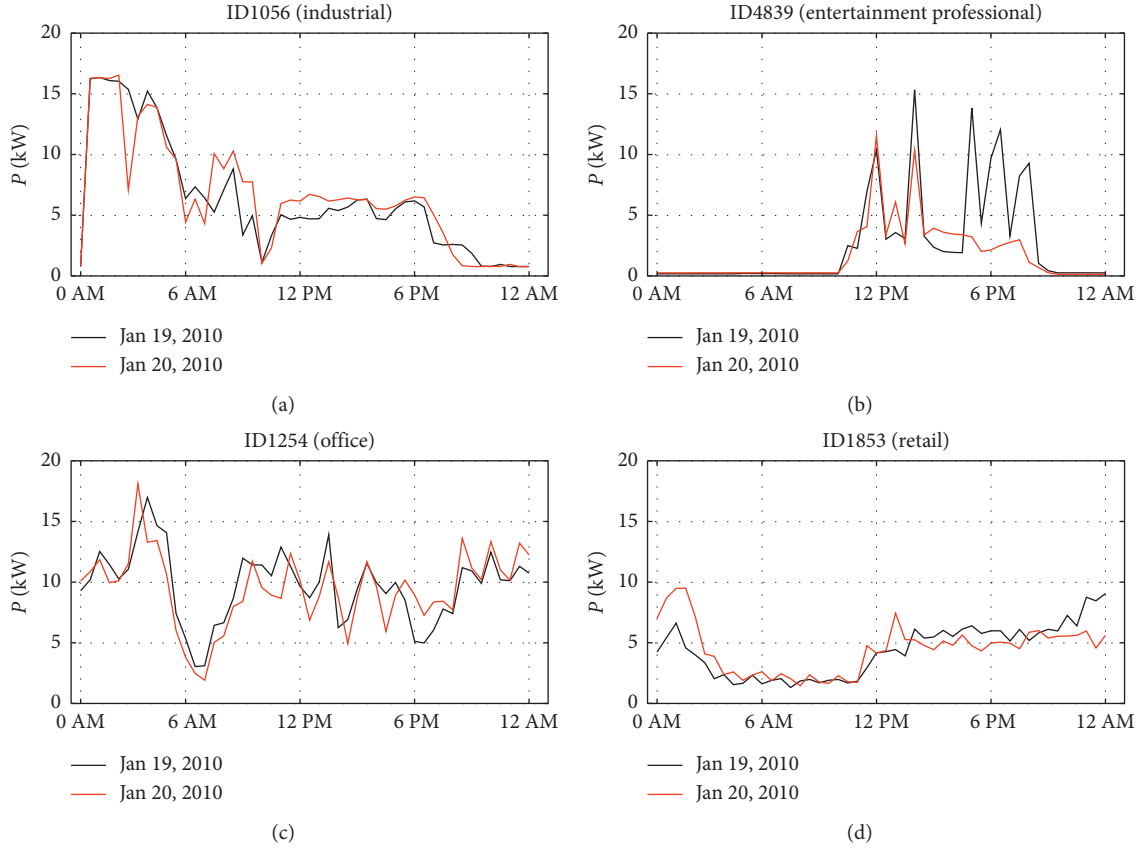 ID1056 (industrial)
20
15
10
5
0
P (kW)
0 AM 6 AM 12 PM 6 PM 12 AM
Jan 19, 2010
Jan 20, 2010
(a)
ID4839 (entertainment professional)
20
15
10
5
0
P (kW)
0 AM 6 AM 12 PM 6 PM 12 AM
Jan 19, 2010
Jan 20, 2010
(b)
ID1254 (office)
20
15
10
5
0
P (kW)
0 AM 6 AM 12 PM 6 PM 12 AM
Jan 19, 2010
Jan 20, 2010
(c)
ID1853 (retail)
20
15
10
5
0
P (kW)
0 AM 6 AM 12 PM 6 PM 12 AM
Jan 19, 2010
Jan 20, 2010
(d)